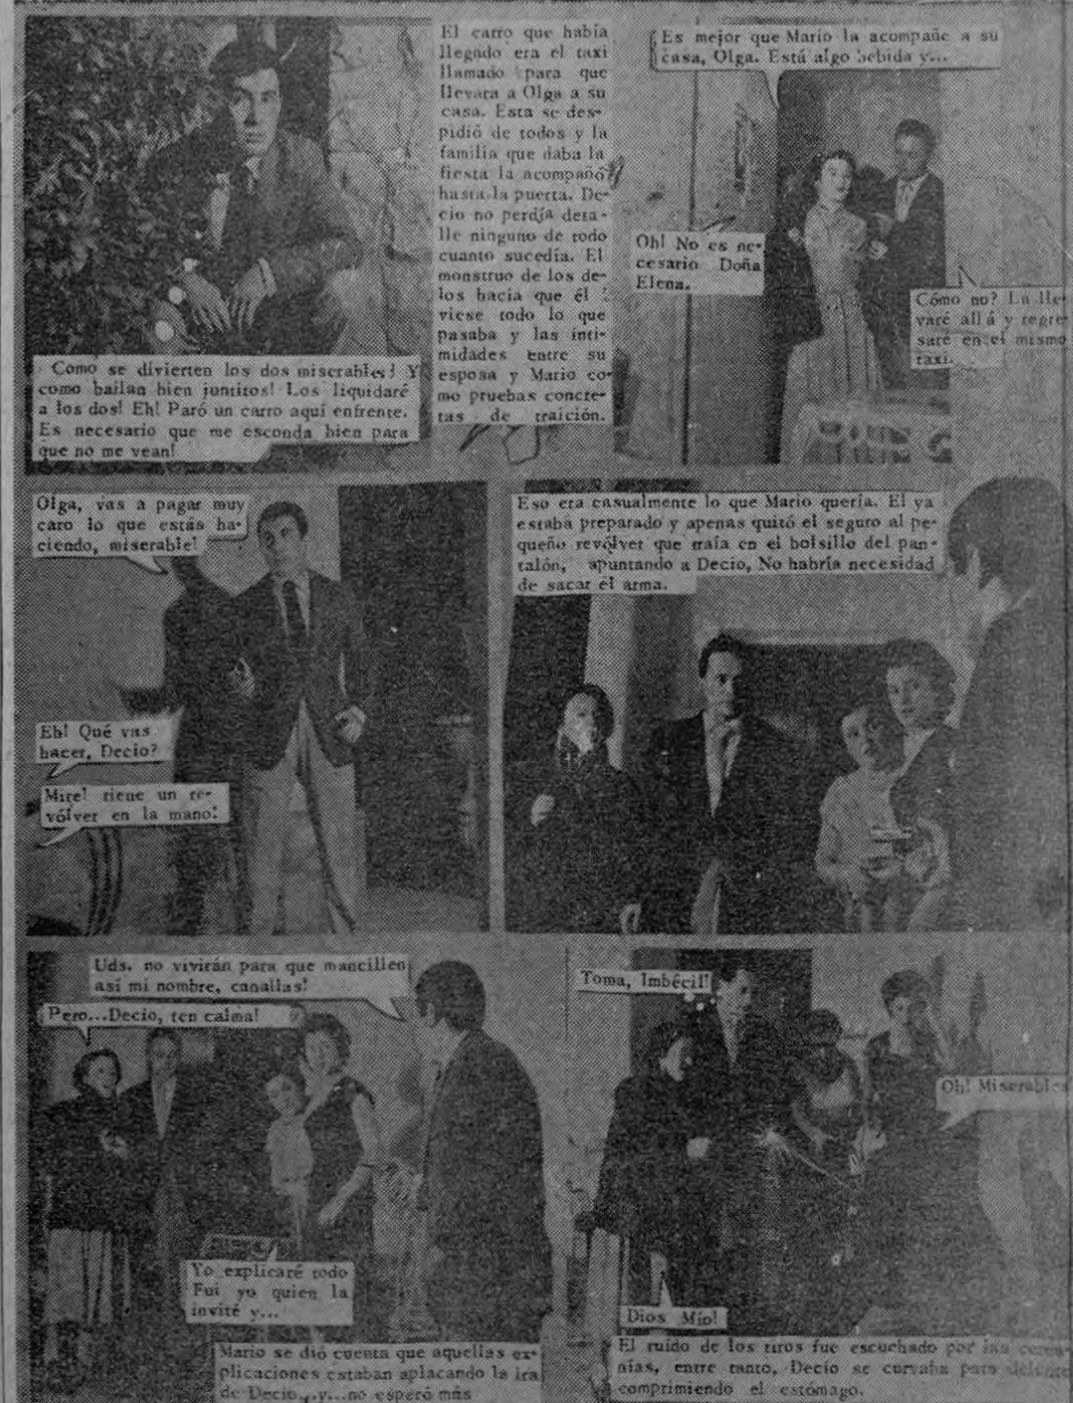 Como se divierten los dos miserables! Y
como bailan bien juntitos! Los liquidaré
a los dos! Eh! Paró un carro aquí enfrente.
Es necesario que me esconda bien para
que no me vean!
El carro que había
llegado era el taxi
llamado para que
llevara a Olga a su
casa. Esta se des-
pidió de todos y la
familia que daba la
fiesta la acompañó
hasta la puerta. De-
cio no perdía deta-
lle ninguno de todo
cuanto sucedía. El
monstruo de los de-
los hacía que él
viese todo lo que
pasaba y las inti-
midades entre su
esposa y Mario co-
mo pruebas concre-
tas de traición.
Es mejor que Mario la acompañe a su
casa, Olga. Está algo bebida y...
Oh! No es ne-
cesario Doña
Elena.
Cómo no? La lle-
varé allá y regre-
saré en el mismo
taxi.
Olga, vas a pagar muy
caro lo que estás ha-
ciendo, miserable!
Eh! Qué vas
hacer, Decio?
Mire! tiene un re-
vólver en la mano!
Eso era casualmente lo que Mario quería. El ya
estaba preparado y apenas quitó el seguro al pe-
queño revólver que traía en el bolsillo del pan-
talón, apuntando a Decio, No habría necesidad
de sacar él arma.
Uds. no vivirán para que mancillen
así mi nombre, canallas!
Pero...Decio, ten calma!
Yo explicaré todo
Fui yo quien la
invité y...
Mario se dió cuenta que aquellas ex-
plicaciones estaban aplacando la ira
de Decio...y...no esperó más
Toma, Imbécil!
Oh! Miserables
Dios Mío!
El ruido de los tiros fue escuchado por las
entre tanto, Decio se curvaba para
comprimiendo el estómago.